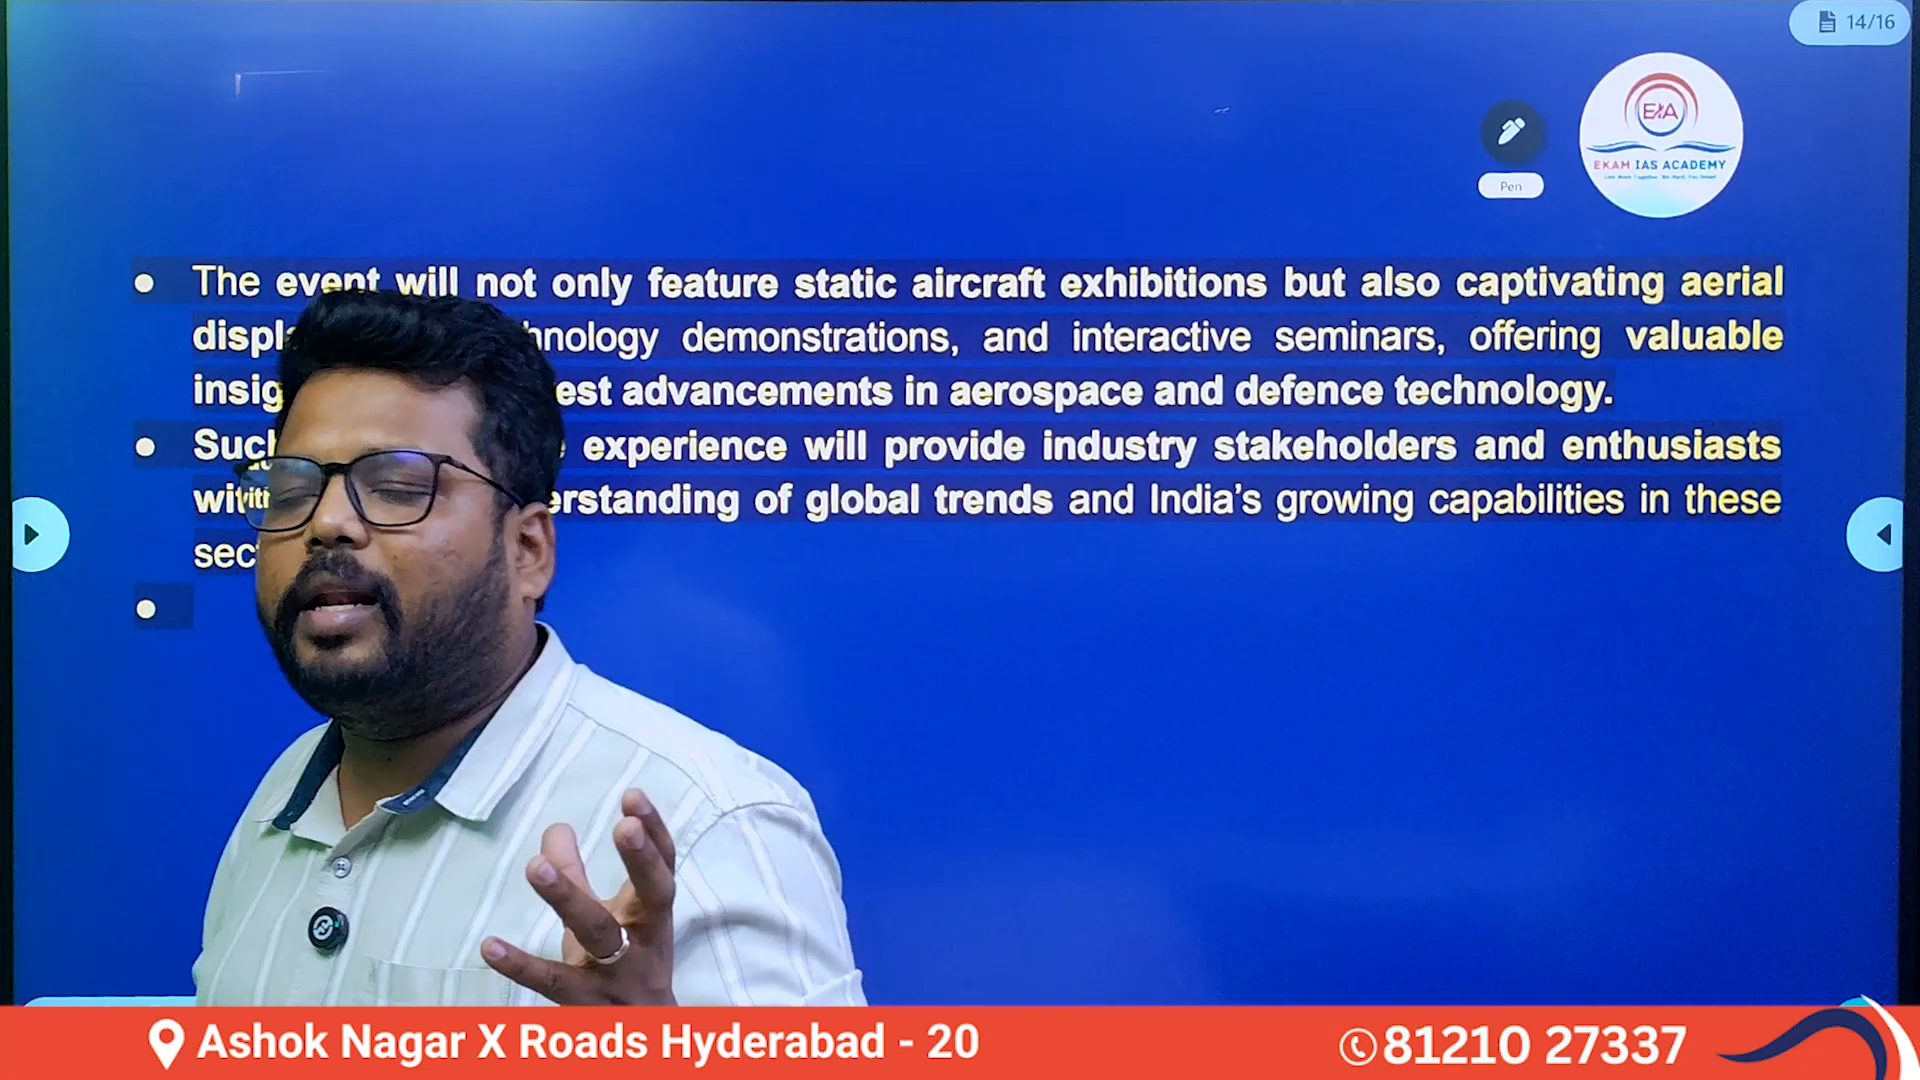 14/16
EXA
EKAM IAS ACADEMY
Pen
The event will not only feature static aircraft exhibitions but also captivating aerial
displ hnology demonstrations, and interactive seminars, offering valuable
insig est advancements in aerospace and defence technology.
Such experience will provide industry stakeholders and enthusiasts
wi erstanding of global trends and India's growing capabilities in these
sec
Ashok Nagar X Roads Hyderabad - 20
81210 27337